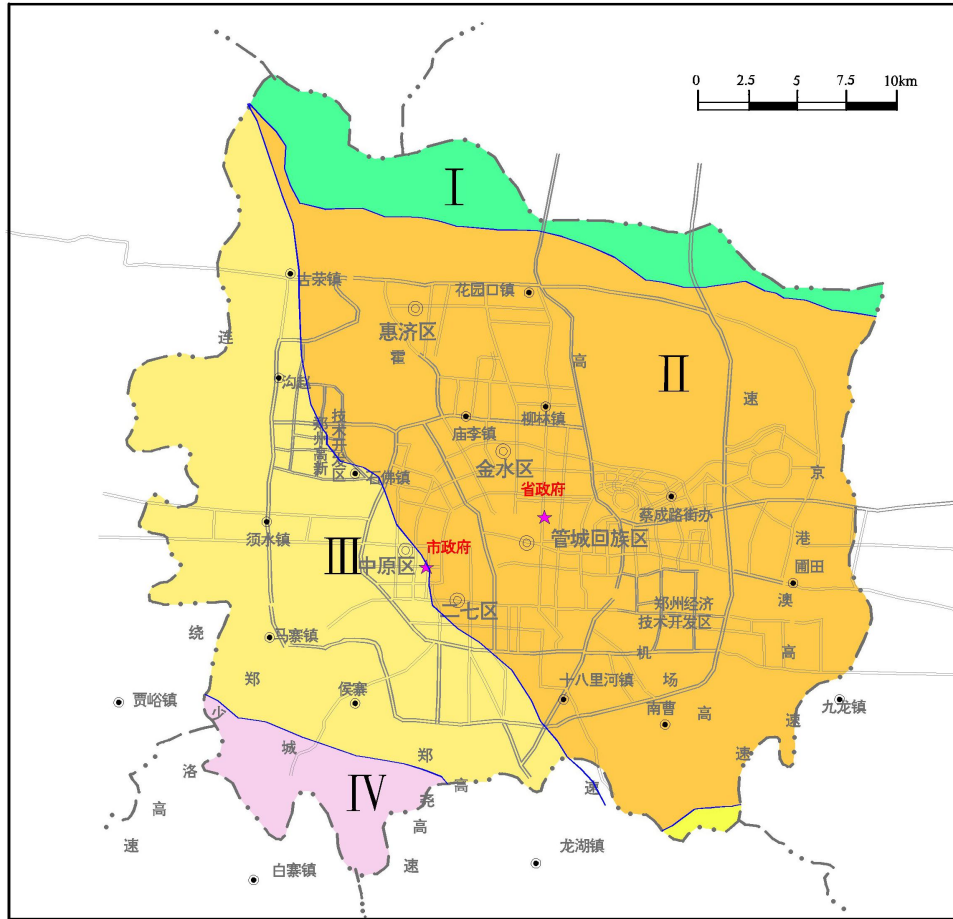 0 2.5 5 7.5 10km
I
II
III
IV
古荥镇
花园口镇
惠济区
连
霍
高
速
沟赵
郑州高新
技术开发区
庙李镇
柳林镇
石佛镇
金水区
省政府
京
蔡成路街办
须水镇
中原区
市政府
管城回族区
港
圃田
二七区
郑州经济
技术开发区
澳
绕
马寨镇
机
高
郑
侯寨
十八里河镇
场
贾峪镇
少
南曹
高
速
九龙镇
城
郑
速
洛
高
速
尧
高
高
速
速
龙湖镇
白寨镇